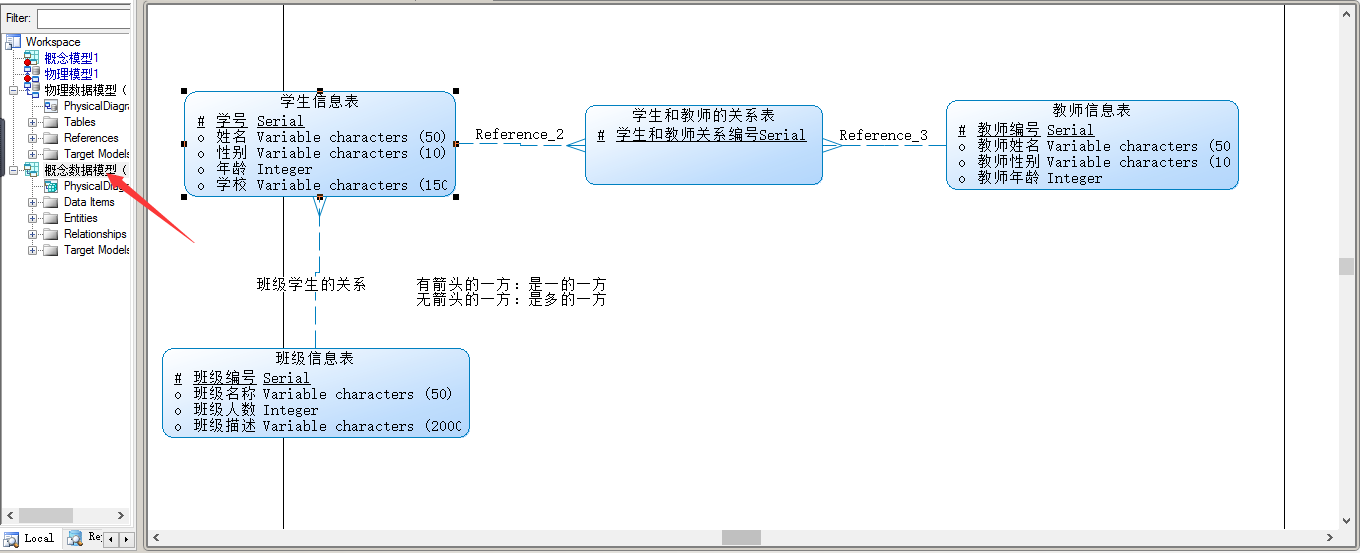 Filter:
Workspace
概念模型1
物理模型1
物理数据模型 (
PhysicalDiagra
Tables
References
Target Models
概念数据模型 (
PhysicalDiag
Data Items
Entities
Relationships
Target Models
Local
Re
学生信息表
# 学号 Serial
o 姓名 Variable characters (50)
o 性别 Variable characters (10)
o 年龄 Integer
o 学校 Variable characters (150
Reference_2
学生和教师的关系表
# 学生和教师关系编号Serial
Reference_3
教师信息表
# 教师编号 Serial
o 教师姓名 Variable characters (50
o 教师性别 Variable characters (10
o 教师年龄 Integer
班级学生的关系
有箭头的一方: 是一的一方
无箭头的一方: 是多的一方
班级信息表
# 班级编号 Serial
o 班级名称 Variable characters (50)
o 班级人数 Integer
o 班级描述 Variable characters (2000